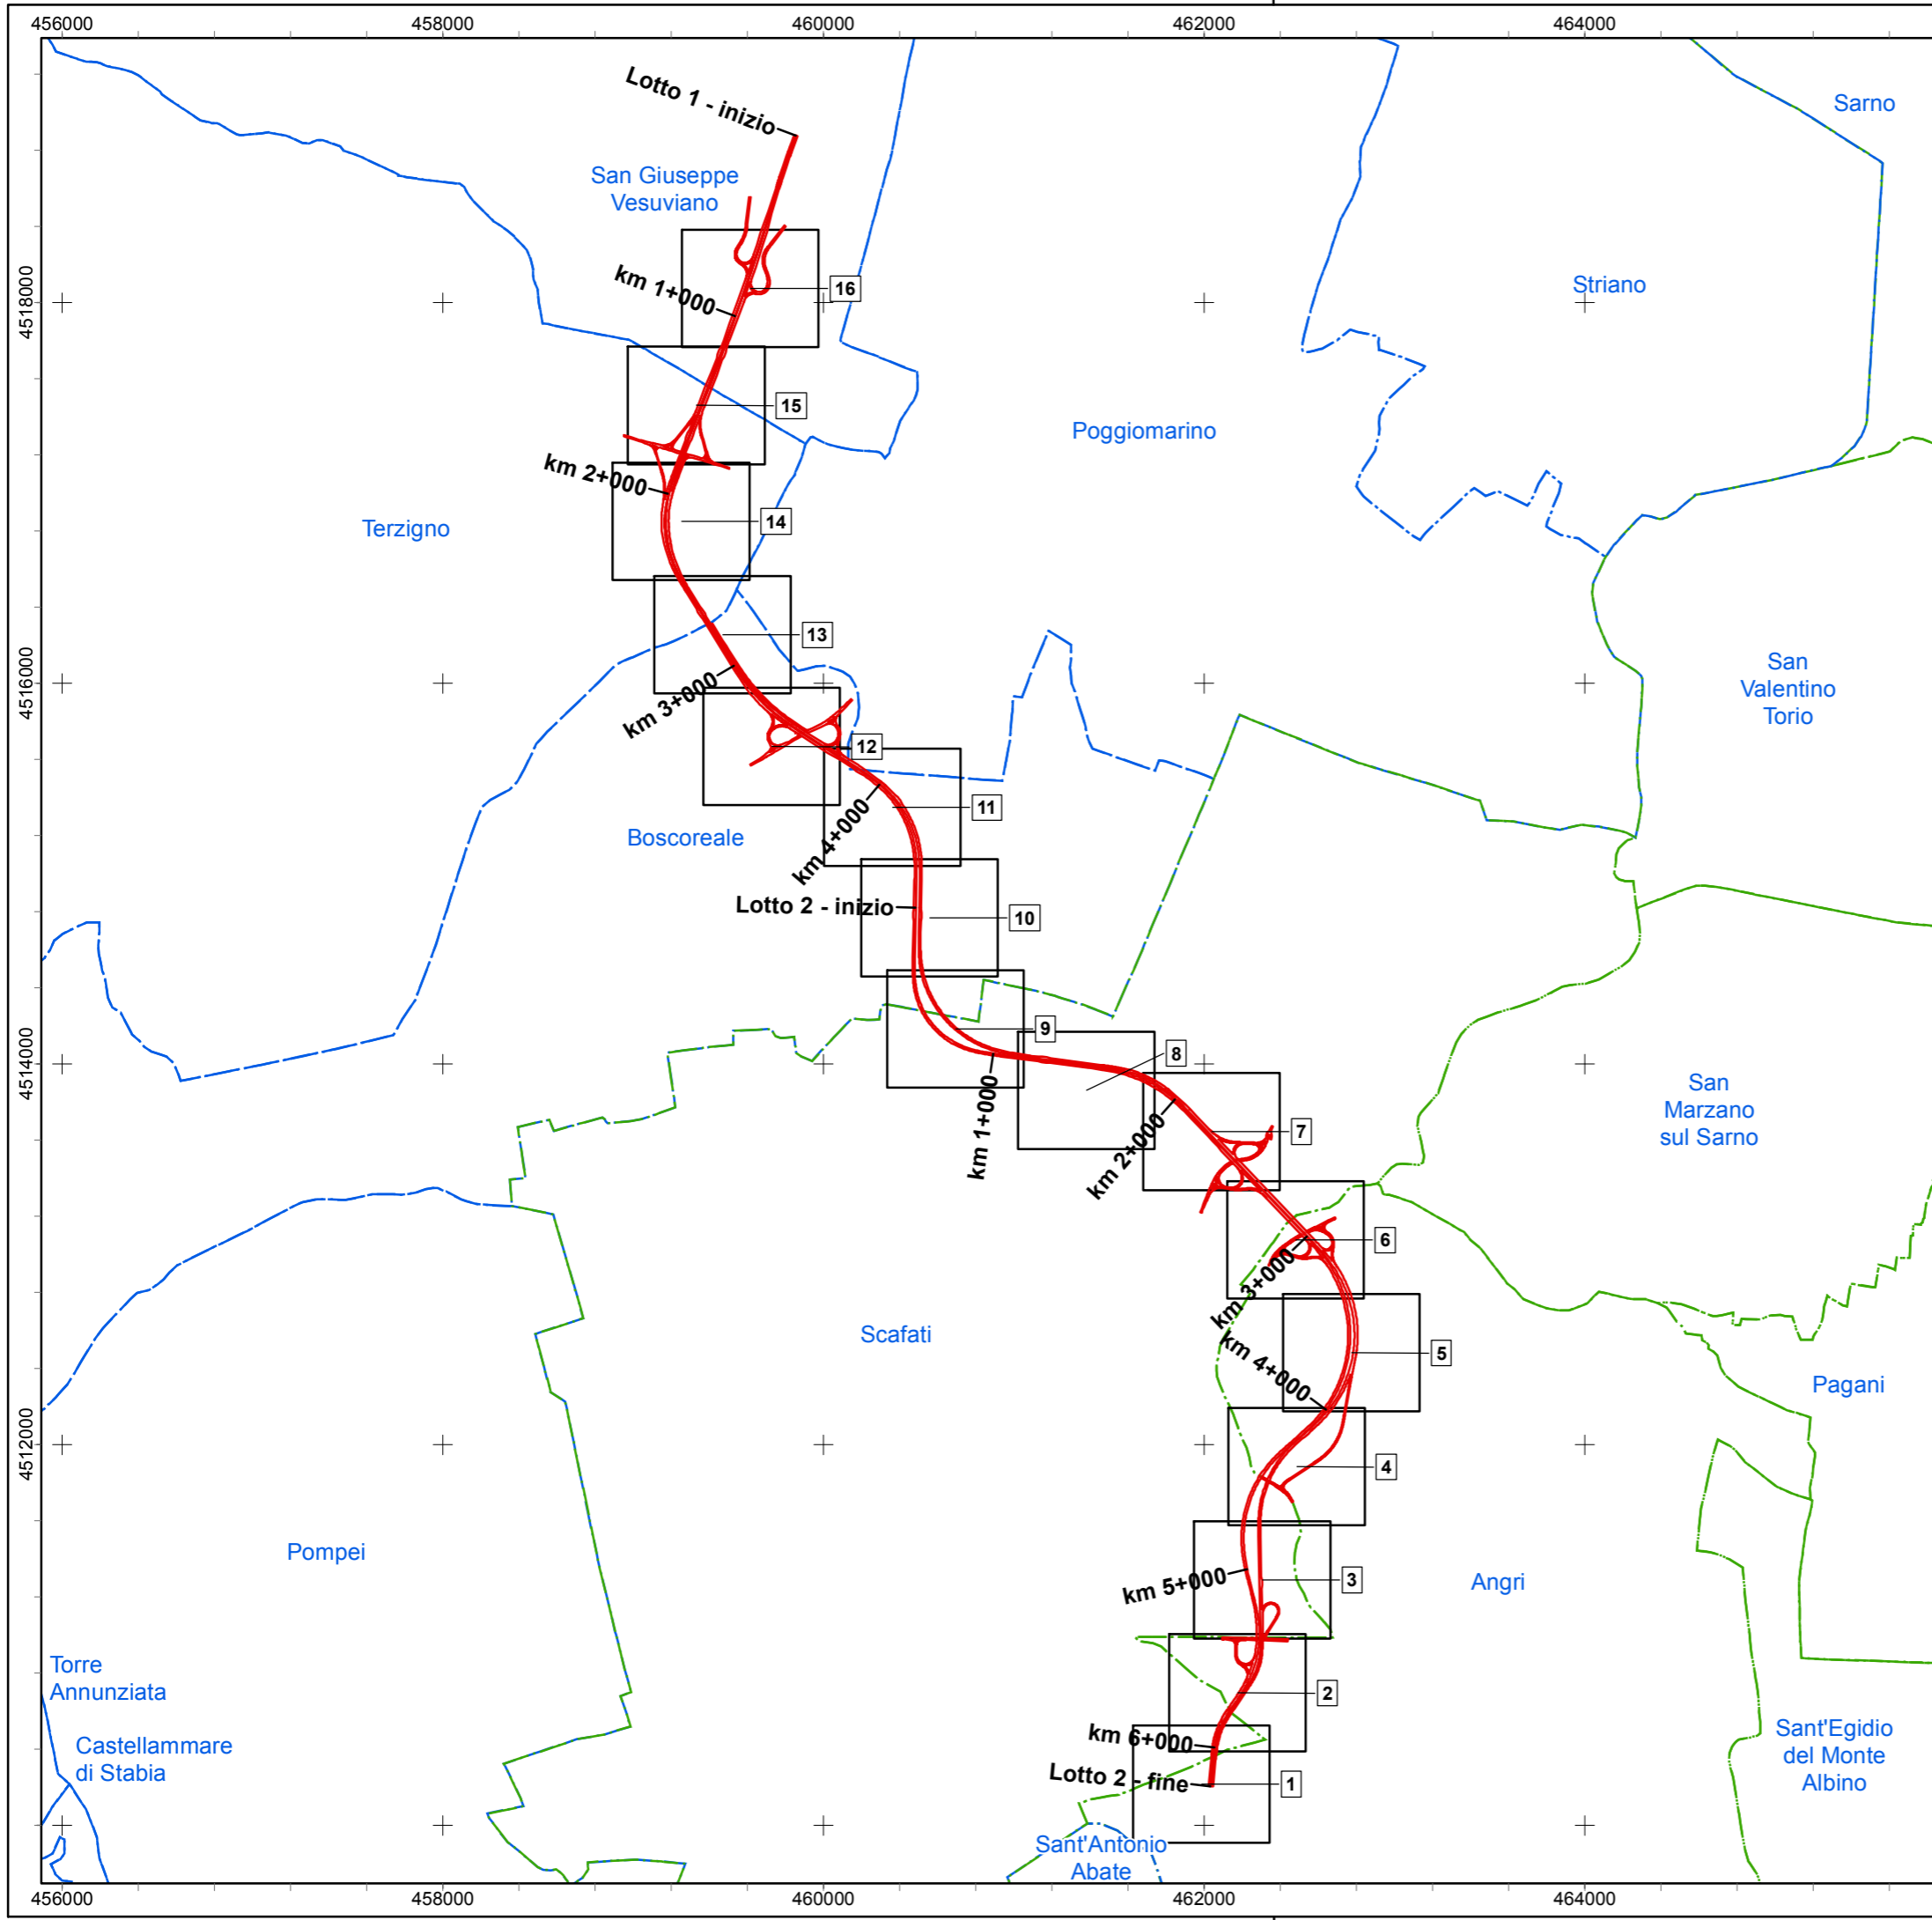 456000
458000
460000
462000
464000
Lotto 1 - inizio
Sarno
San Giuseppe
Vesuviano
4518000
km 1+000
16
Striano
15
Poggiomarino
km 2+000
14
Terzigno
13
4516000
km 3+000
San
Valentino
Torio
12
11
km 4+000
Boscoreale
Lotto 2 - inizio
10
9
8
4514000
km 1+000
7
km 2+000
San
Marzano
sul Sarno
6
km 3+000
Scafati
5
km 4+000
Pagani
4512000
4
Pompei
3
km 5+000
Angri
Torre
Annunziata
2
km 6+000
Castellammare
di Stabia
Sant'Egidio
del Monte
Albino
Lotto 2 - fine
1
Sant'Antonio
Abate
456000
458000
460000
462000
464000